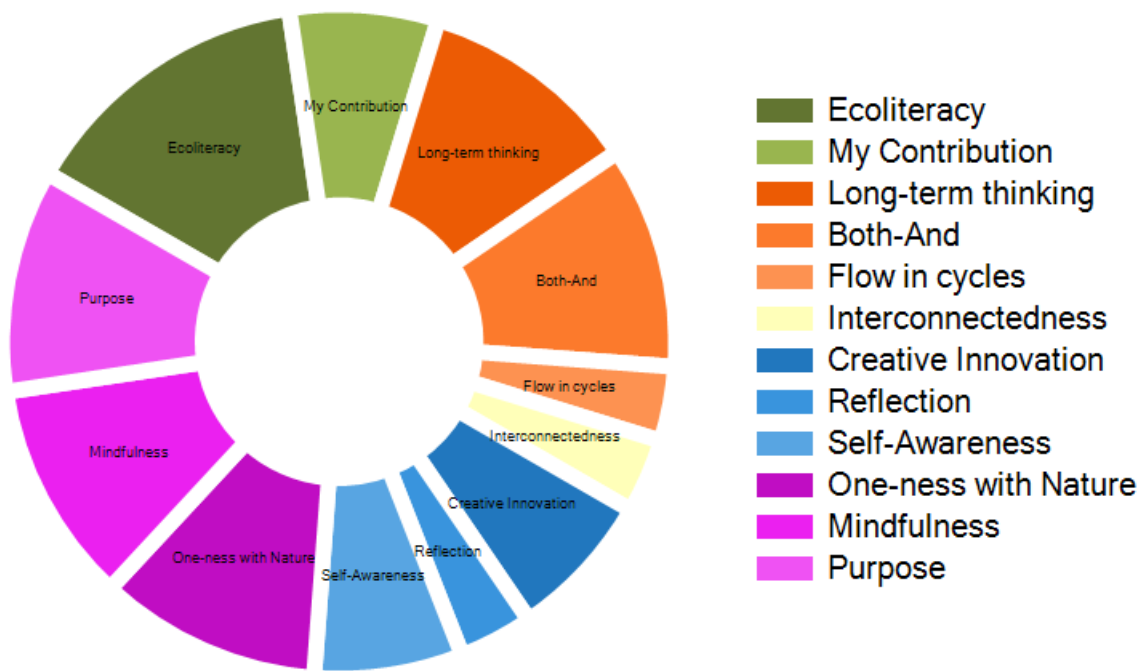 My Contribution
Ecoliteracy
Long-term thinking
Both-And
Purpose
Flow in cycles
Interconnectedness
Mindfulness
Creative Innovation
Reflection
One-ness with Nature
Self-Awareness
Ecoliteracy
My Contribution
Long-term thinking
Both-And
Flow in cycles
Interconnectedness
Creative Innovation
Reflection
Self-Awareness
One-ness with Nature
Mindfulness
Purpose